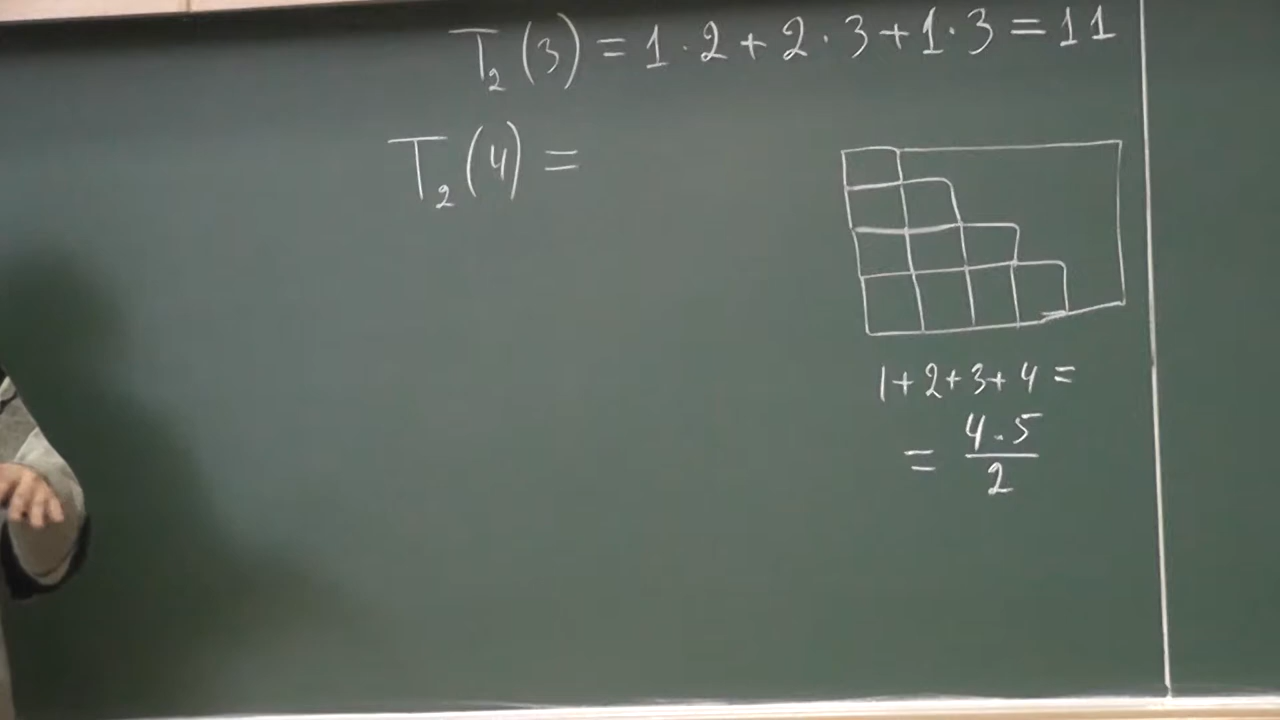 T₂(3) = 1·2 + 2·3 + 1·3 = 11
T₂(4) =
1+2+3+4 =
= 4·5/2